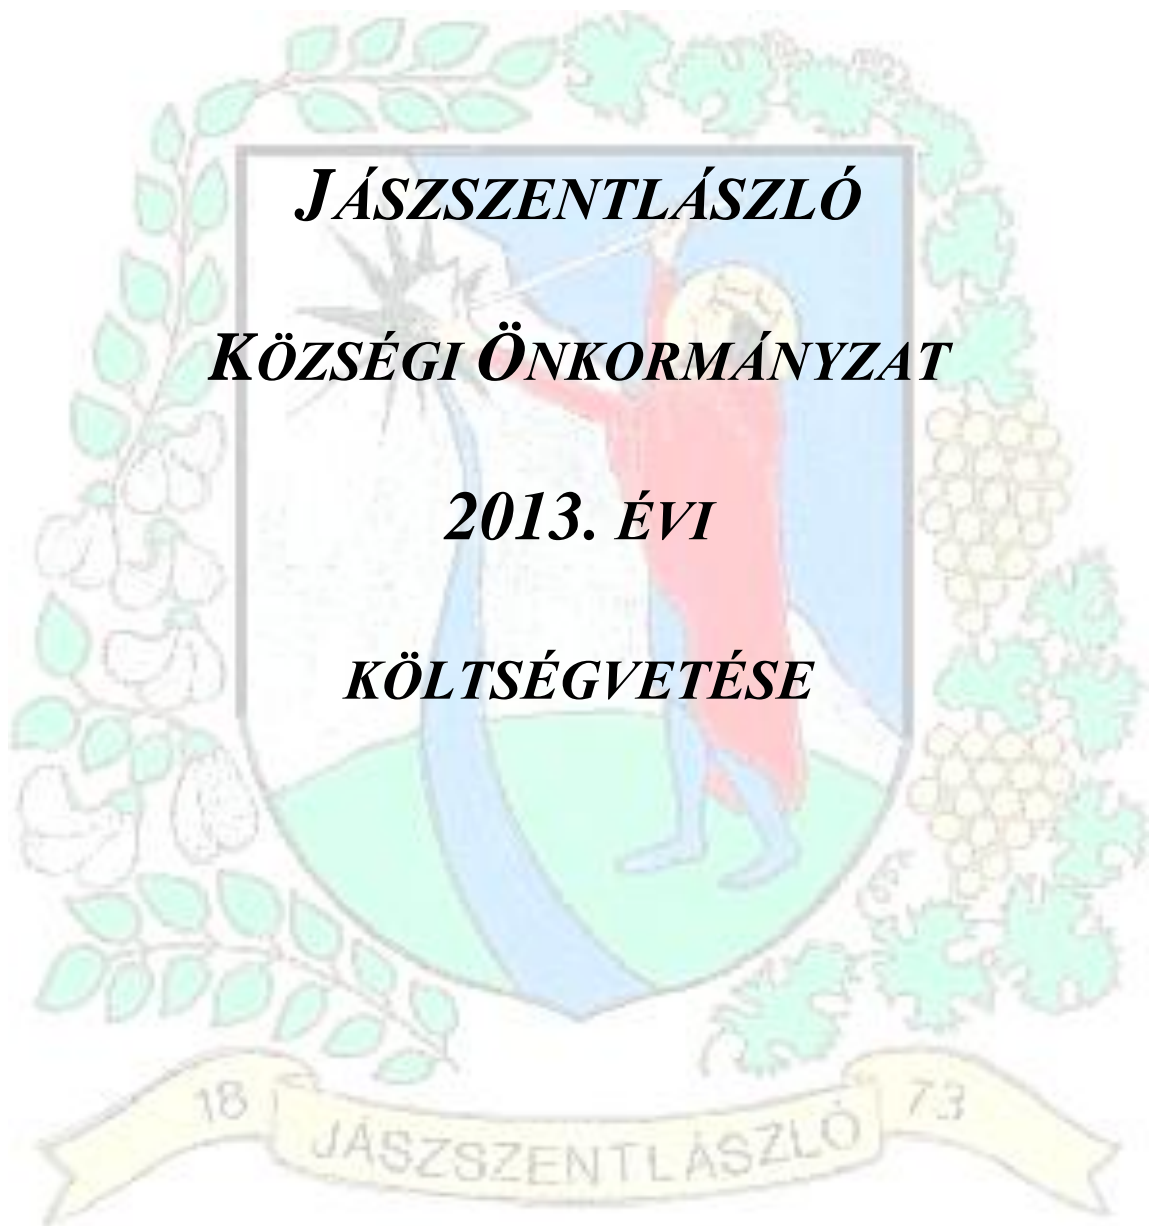 JÁSZSZENTLÁSZLÓ
KÖZSÉGI ÖNKORMÁNYZAT
2013. ÉVI
KÖLTSÉGVETÉSE
18 73
JÁSZSZENTLÁSZLÓ